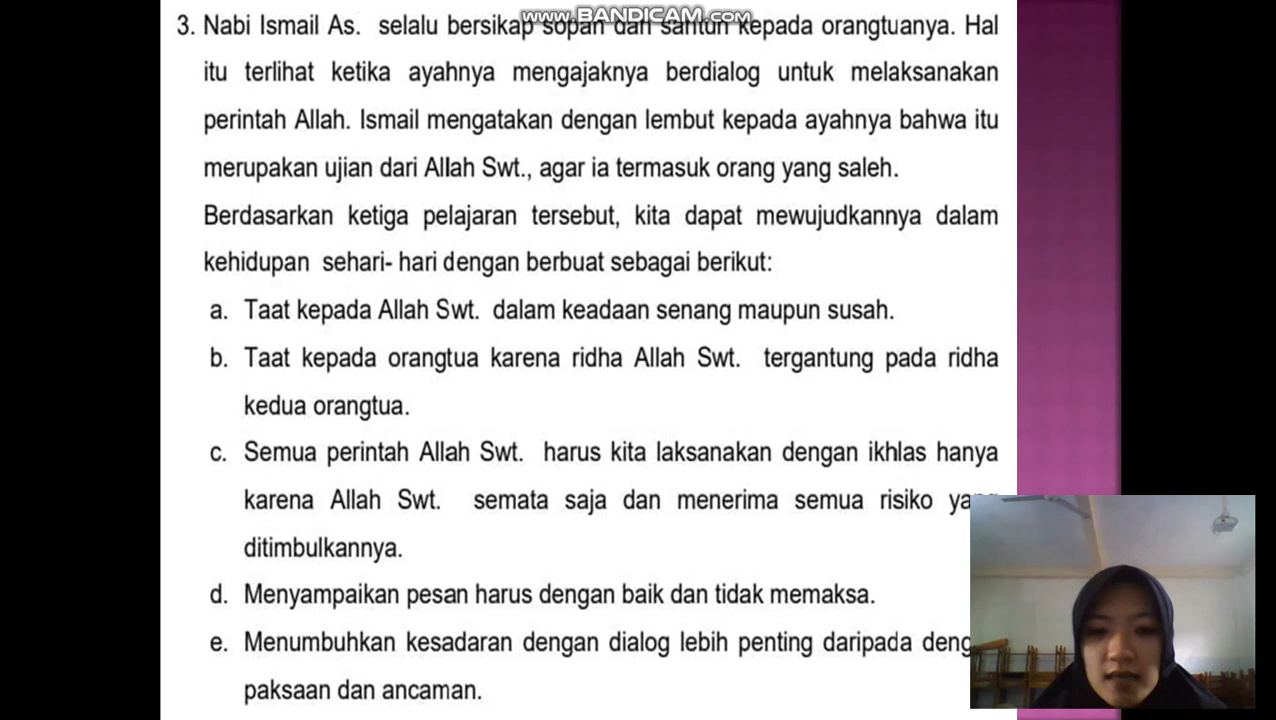 www.BANDICAM.com
3. Nabi Ismail As. selalu bersikap sopan dan santun kepada orangtuanya. Hal
itu terlihat ketika ayahnya mengajaknya berdialog untuk melaksanakan
perintah Allah. Ismail mengatakan dengan lembut kepada ayahnya bahwa itu
merupakan ujian dari Allah Swt., agar ia termasuk orang yang saleh.
Berdasarkan ketiga pelajaran tersebut, kita dapat mewujudkannya dalam
kehidupan sehari- hari dengan berbuat sebagai berikut:
a. Taat kepada Allah Swt. dalam keadaan senang maupun susah.
b. Taat kepada orangtua karena ridha Allah Swt. tergantung pada ridha
kedua orangtua.
c. Semua perintah Allah Swt. harus kita laksanakan dengan ikhlas hanya
karena Allah Swt. semata saja dan menerima semua risiko
ditimbulkannya.
d. Menyampaikan pesan harus dengan baik dan tidak memaksa.
e. Menumbuhkan kesadaran dengan dialog lebih penting daripada
paksaan dan ancaman.